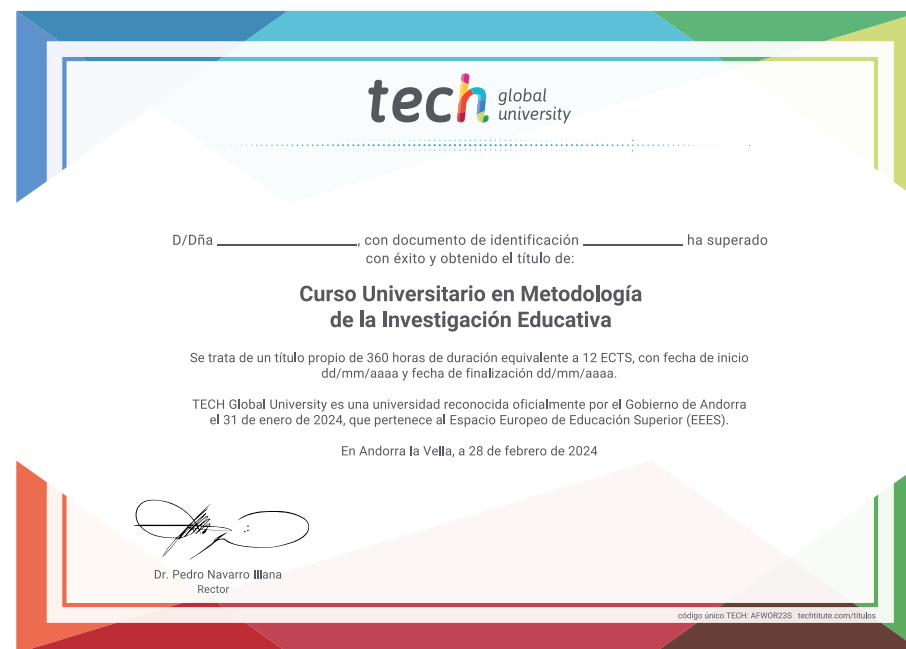 tech global university
D/Dña ____________________, con documento de identificación ______________ ha superado
con éxito y obtenido el título de:
Curso Universitario en Metodología
de la Investigación Educativa
Se trata de un título propio de 360 horas de duración equivalente a 12 ECTS, con fecha de inicio
dd/mm/aaaa y fecha de finalización dd/mm/aaaa.
TECH Global University es una universidad reconocida oficialmente por el Gobierno de Andorra
el 31 de enero de 2024, que pertenece al Espacio Europeo de Educación Superior (EEES).
En Andorra la Vella, a 28 de febrero de 2024
Dr. Pedro Navarro Illana
Rector
código único TECH: AFWOR23S techtitute.com/titulos